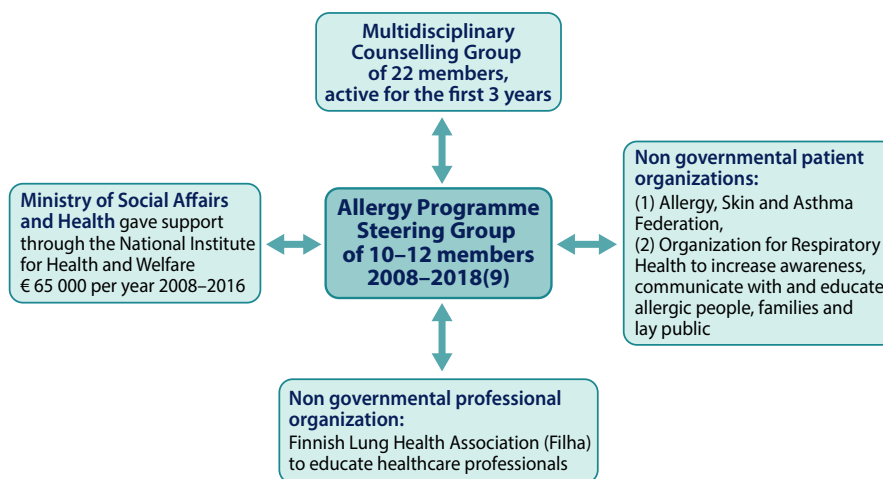 Multidisciplinary
Counselling Group
of 22 members,
active for the first 3 years
Ministry of Social Affairs
and Health gave support
through the National Institute
for Health and Welfare
€ 65 000 per year 2008–2016
Allergy Programme
Steering Group
of 10–12 members
2008–2018(9)
Non governmental patient
organizations:
(1) Allergy, Skin and Asthma
Federation,
(2) Organization for Respiratory
Health to increase awareness,
communicate with and educate
allergic people, families and
lay public
Non governmental professional
organization:
Finnish Lung Health Association (Filha)
to educate healthcare professionals